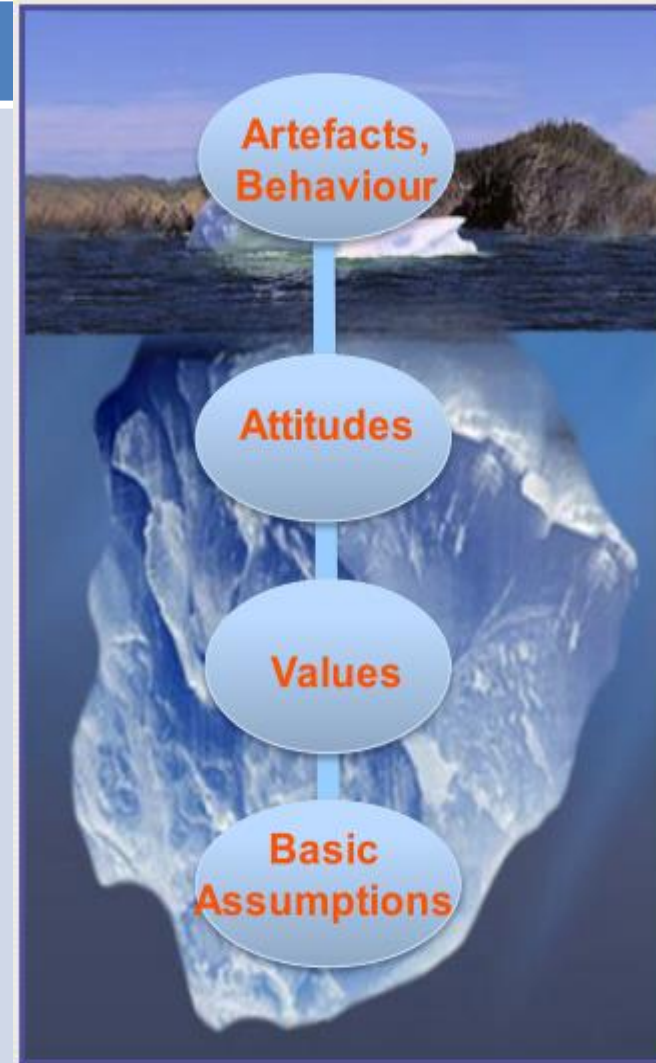 Artefacts,
Behaviour
Attitudes
Values
Basic
Assumptions